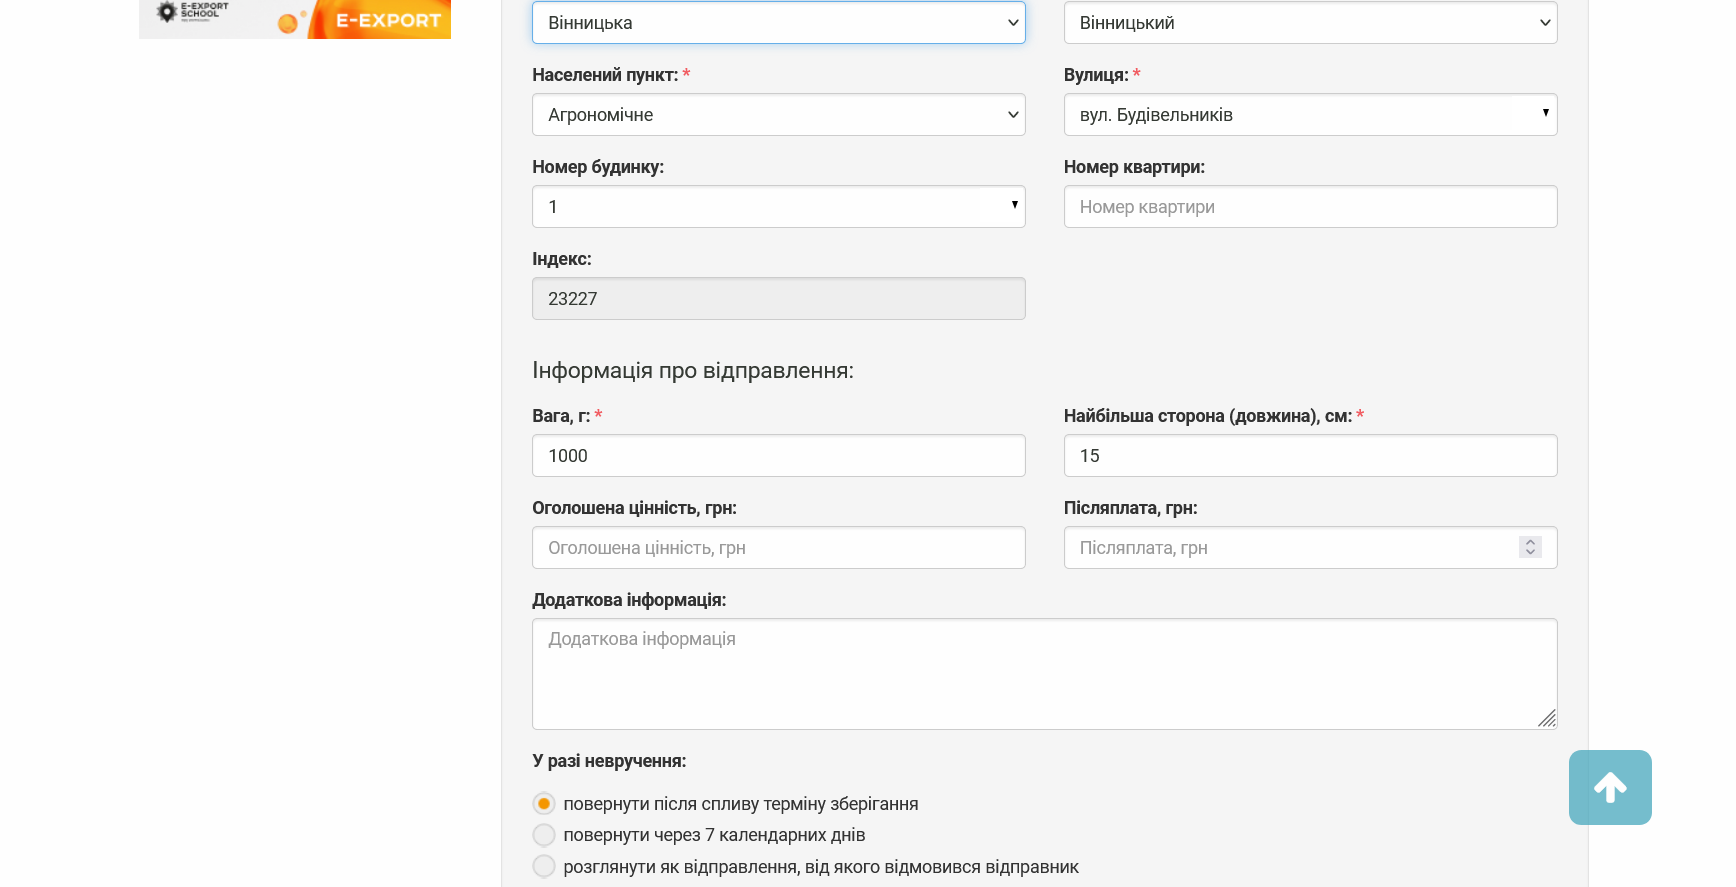 E-EXPORT
SCHOOL
E-EXPORT
Вінницька
Вінницький
Населений пункт: *
Вулиця: *
Агрономічне
вул. Будівельників
Номер будинку:
Номер квартири:
1
Номер квартири
Індекс:
23227
Інформація про відправлення:
Вага, г: *
Найбільша сторона (довжина), см: *
1000
15
Оголошена цінність, грн:
Післяплата, грн:
Оголошена цінність, грн
Післяплата, грн
Додаткова інформація:
Додаткова інформація
У разі невручення:
повернути після спливу терміну зберігання
повернути через 7 календарних днів
розглянути як відправлення, від якого відмовився відправник